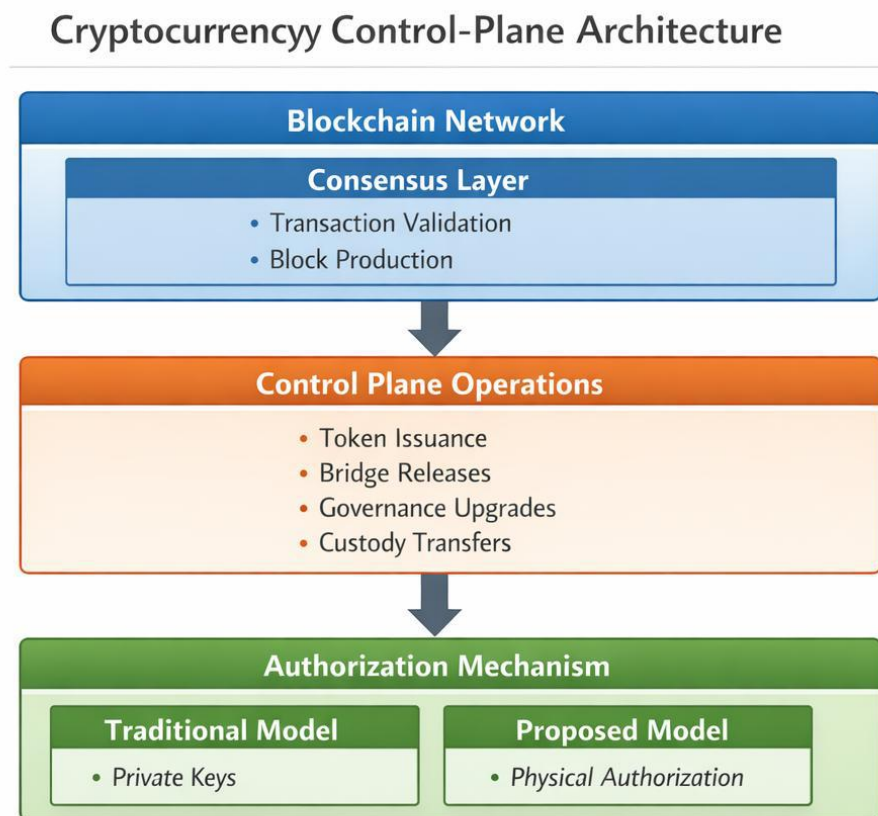 Cryptocurrencyy Control-Plane Architecture
Blockchain Network
Consensus Layer
• Transaction Validation
• Block Production
Control Plane Operations
• Token Issuance
• Bridge Releases
• Governance Upgrades
• Custody Transfers
Authorization Mechanism
Traditional Model
• Private Keys
Proposed Model
• Physical Authorization